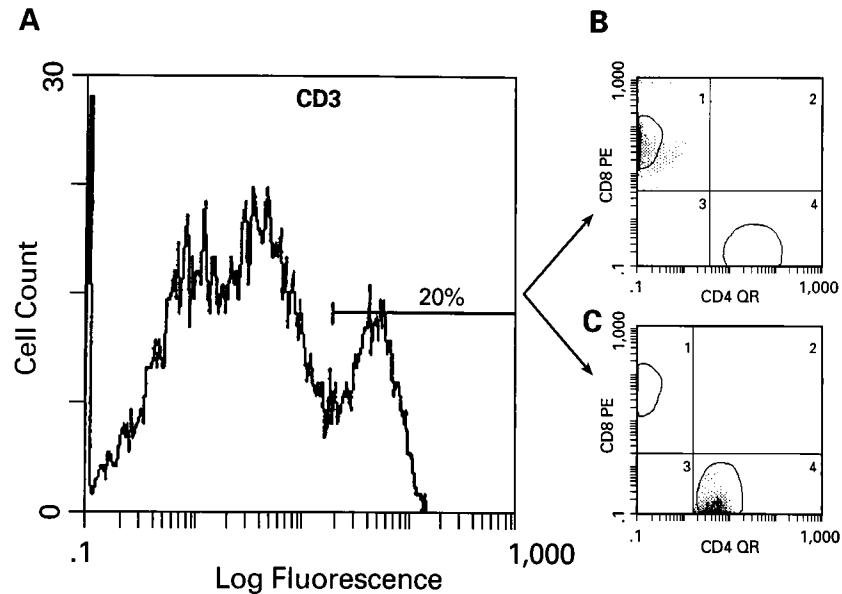 A
30
CD3
20%
Cell Count
0
.1
1,000
Log Fluorescence
B
1,000
1
2
CD8 PE
3
4
.1
.1
1,000
CD4 QR
C
1,000
1
2
CD8 PE
3
4
.1
.1
1,000
CD4 QR